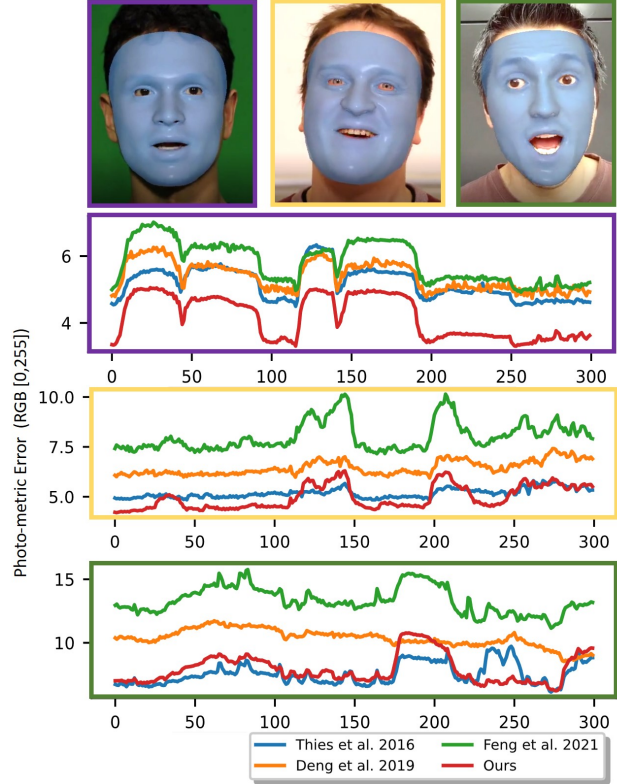 Photo-metric Error (RGB [0,255])
6
4
0 50 100 150 200 250 300
10.0
7.5
5.0
0 50 100 150 200 250 300
15
10
0 50 100 150 200 250 300
Thies et al. 2016
Feng et al. 2021
Deng et al. 2019
Ours